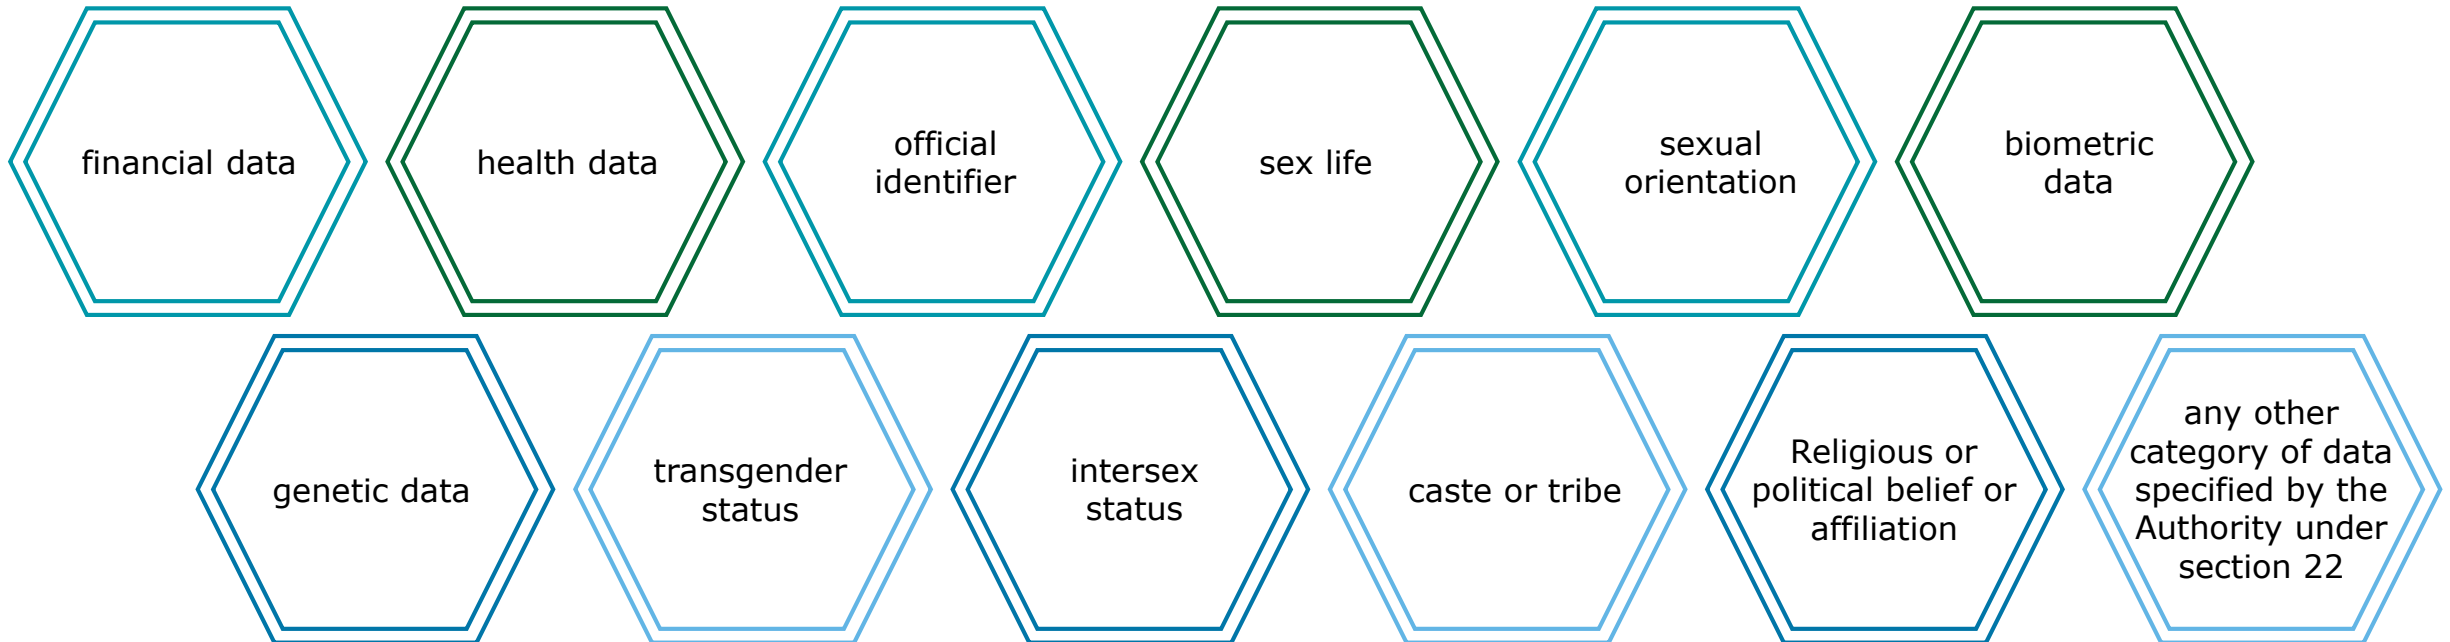 financial data
health data
official
identifier
sex life
sexual
orientation
biometric
data
genetic data
transgender
status
intersex
status
caste or tribe
Religious or
political belief or
affiliation
any other
category of data
specified by the
Authority under
section 22